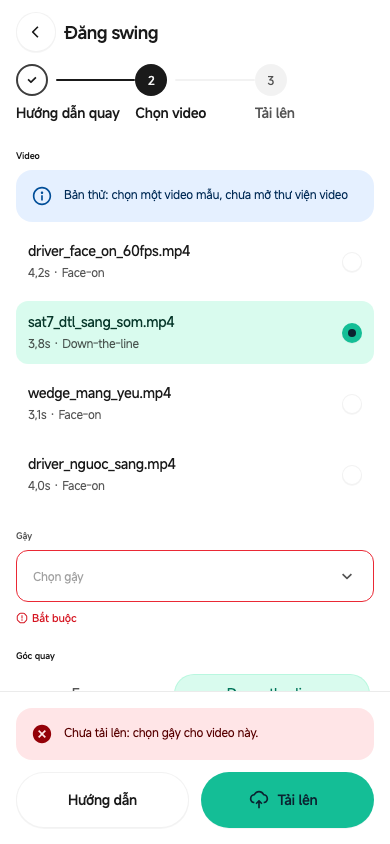 Đăng swing
2
3
Hướng dẫn quay
Chọn video
Tải lên
Video
Bản thử: chọn một video mẫu, chưa mở thư viện video
driver_face_on_60fps.mp4
4,2s · Face-on
sat7_dtl_sang_som.mp4
3,8s · Down-the-line
wedge_mang_yeu.mp4
3,1s · Face-on
driver_nguoc_sang.mp4
4,0s · Face-on
Gậy
Chọn gậy
Bắt buộc
Góc quay
Chưa tải lên: chọn gậy cho video này.
Hướng dẫn
Tải lên